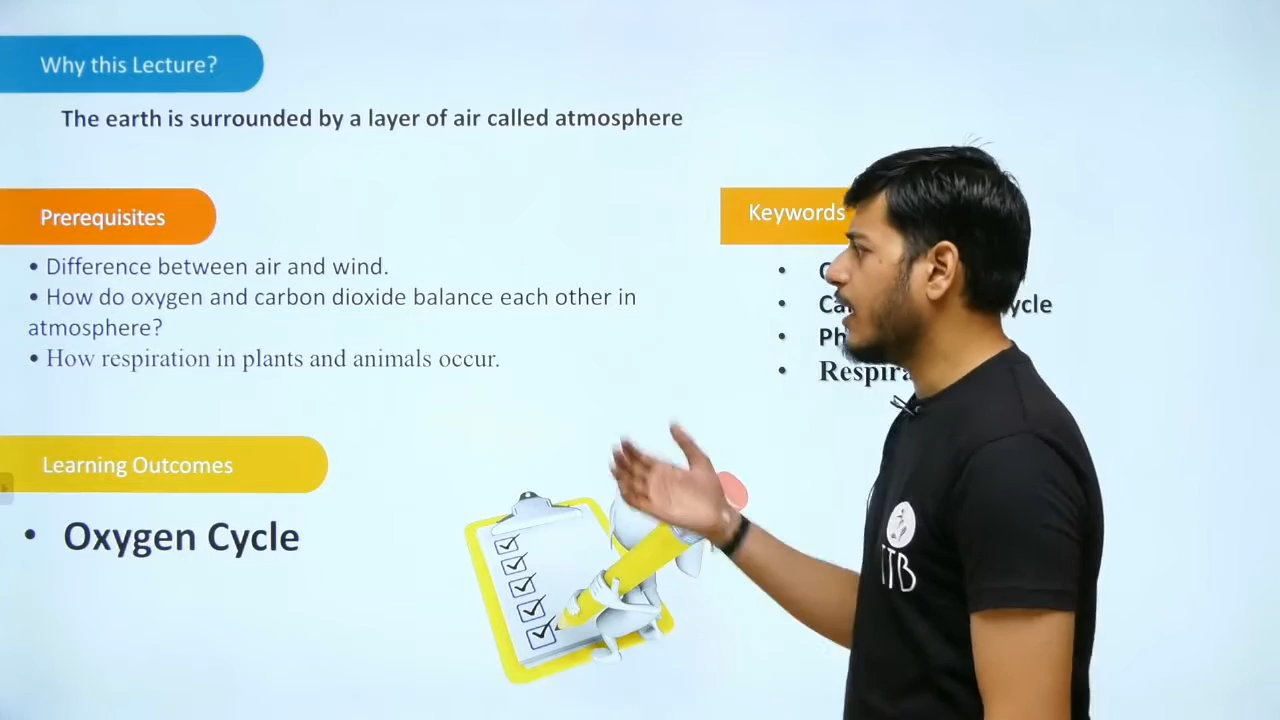 Why this Lecture?
The earth is surrounded by a layer of air called atmosphere
Prerequisites
• Difference between air and wind.
• How do oxygen and carbon dioxide balance each other in
atmosphere?
• How respiration in plants and animals occur.
Keywords
Learning Outcomes
• Oxygen Cycle
TTB